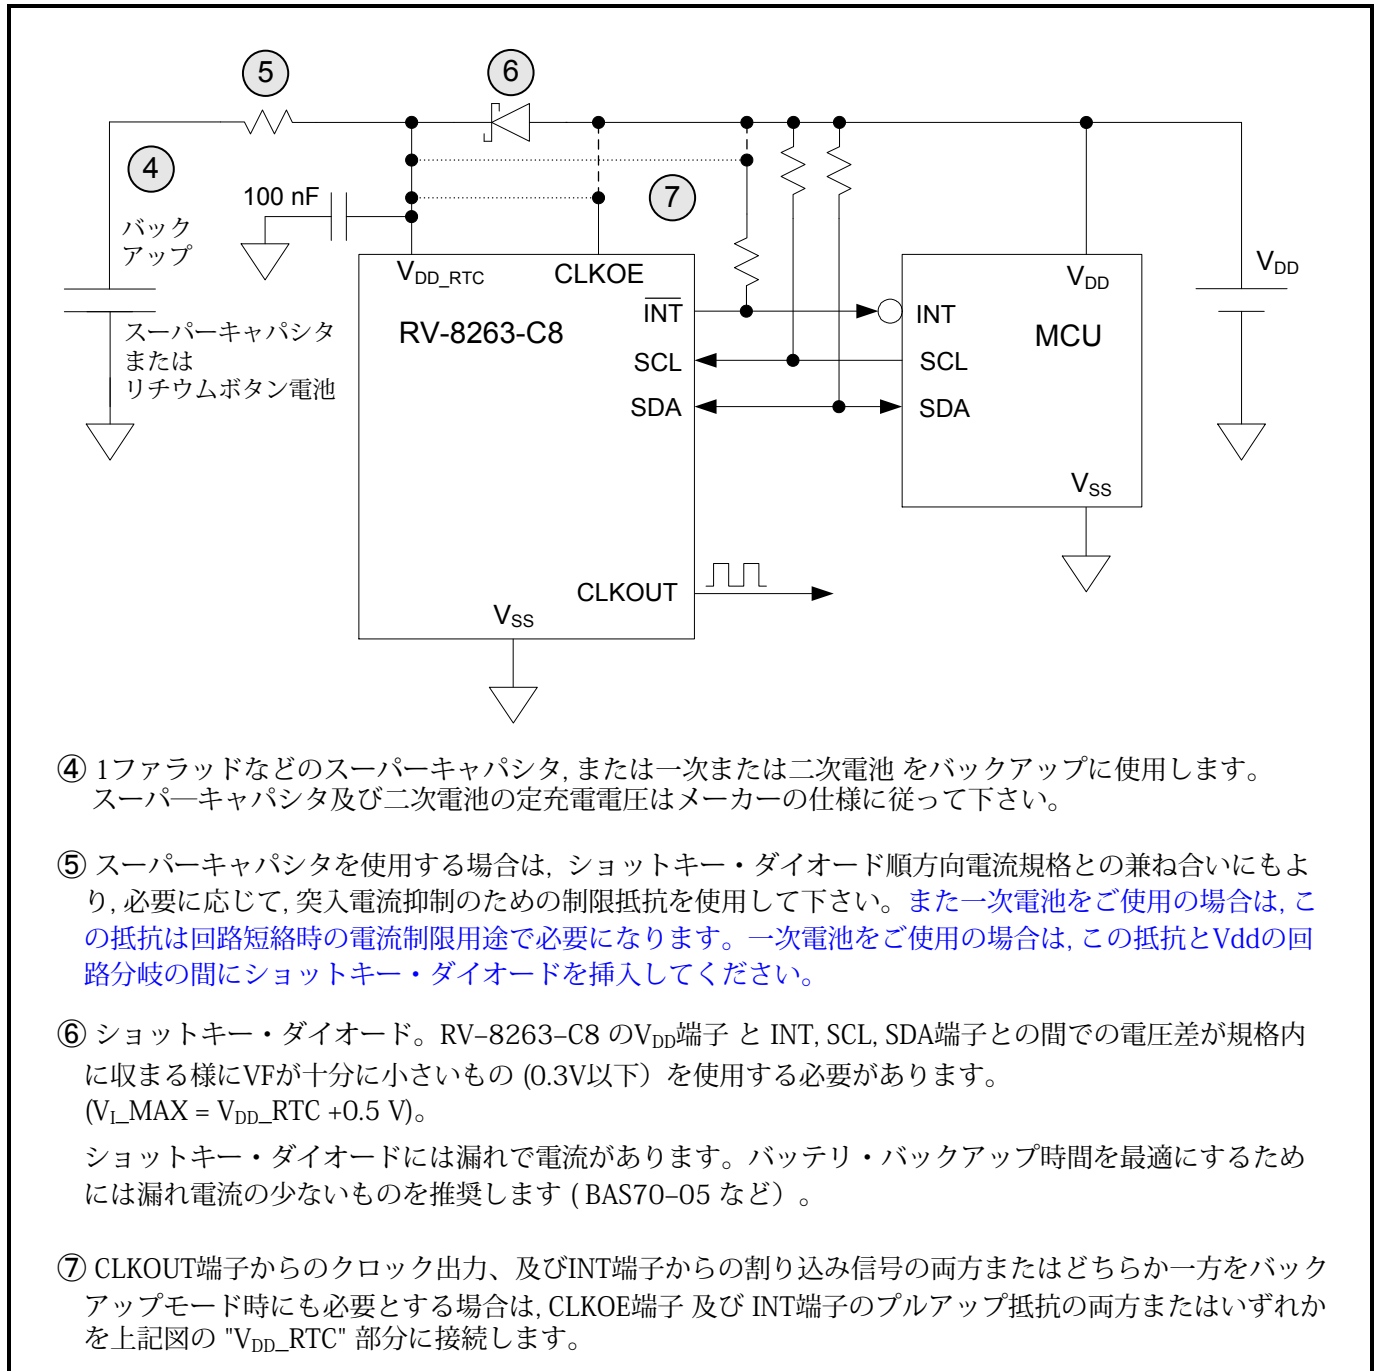 5
6
4
100 nF
7
バック
アップ
VDD_RTC
CLKOE
VDD
VDD
INT
INT
RV-8263-C8
MCU
スーパーキャパシタ
または
リチウムボタン電池
SCL
SCL
SDA
SDA
VSS
CLKOUT
VSS
④ 1ファラッドなどのスーパーキャパシタ, または一次または二次電池 をバックアップに使用します。
スーパ―キャパシタ及び二次電池の定充電電圧はメーカーの仕様に従って下さい。
⑤ スーパーキャパシタを使用する場合は, ショットキー・ダイオード順方向電流規格との兼ね合いにもよ
り, 必要に応じて, 突入電流抑制のための制限抵抗を使用して下さい。また一次電池をご使用の場合は, こ
の抵抗は回路短絡時の電流制限用途で必要になります。一次電池をご使用の場合は, この抵抗とVddの回
路分岐の間にショットキー・ダイオードを挿入してください。
⑥ ショットキー・ダイオード。RV–8263–C8 のVDD端子 と INT, SCL, SDA端子との間での電圧差が規格内
に収まる様にVFが十分に小さいもの (0.3V以下）を使用する必要があります。
(VI_MAX = VDD_RTC +0.5 V)。
ショットキー・ダイオードには漏れで電流があります。バッテリ・バックアップ時間を最適にするため
には漏れ電流の少ないものを推奨します ( BAS70–05 など）。
⑦ CLKOUT端子からのクロック出力、及びINT端子からの割り込み信号の両方またはどちらか一方をバック
アップモード時にも必要とする場合は, CLKOE端子 及び INT端子のプルアップ抵抗の両方またはいずれか
を上記図の "VDD_RTC" 部分に接続します。